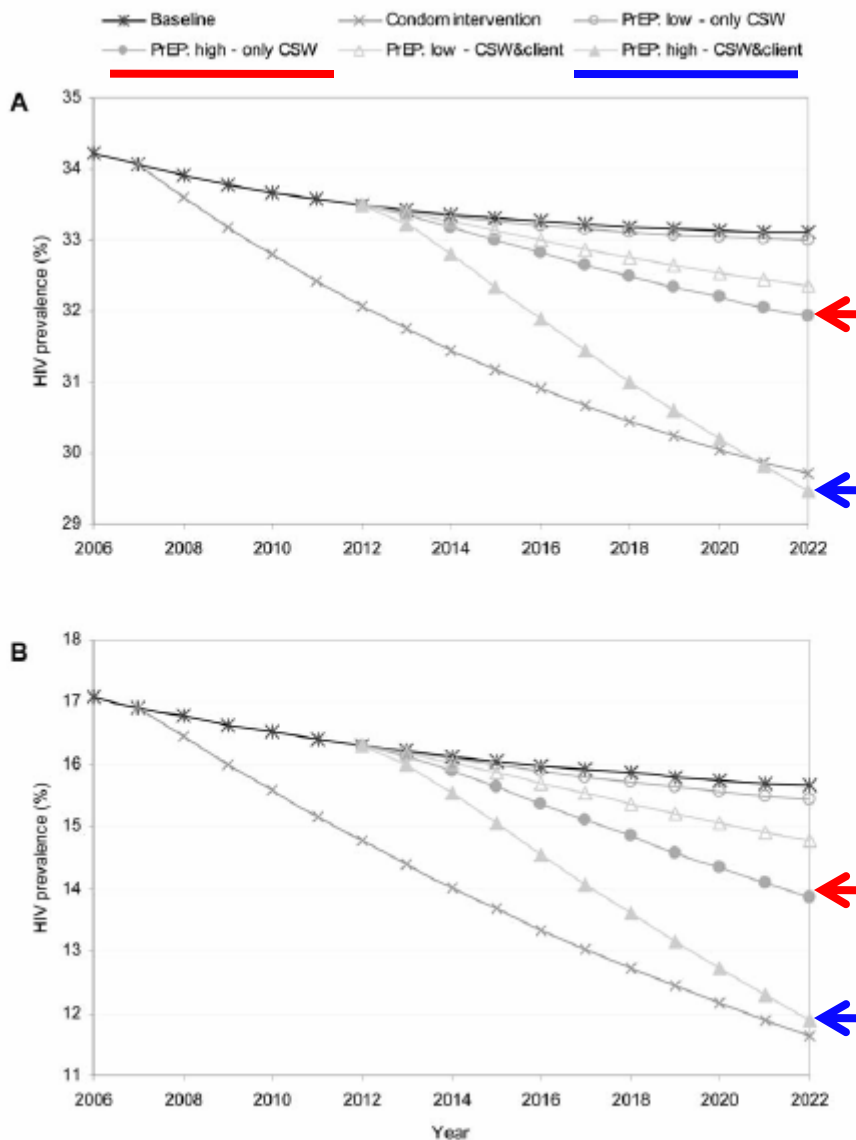 Baseline Condom intervention PrEP: low - only CSW
PrEP: high - only CSW PrEP: low - CSW&client PrEP: high - CSW&client
A
35
34
33
32
31
30
29
HIV prevalence (%)
2006 2008 2010 2012 2014 2016 2018 2020 2022
B
18
17
16
15
14
13
12
11
HIV prevalence (%)
2006 2008 2010 2012 2014 2016 2018 2020 2022
Year